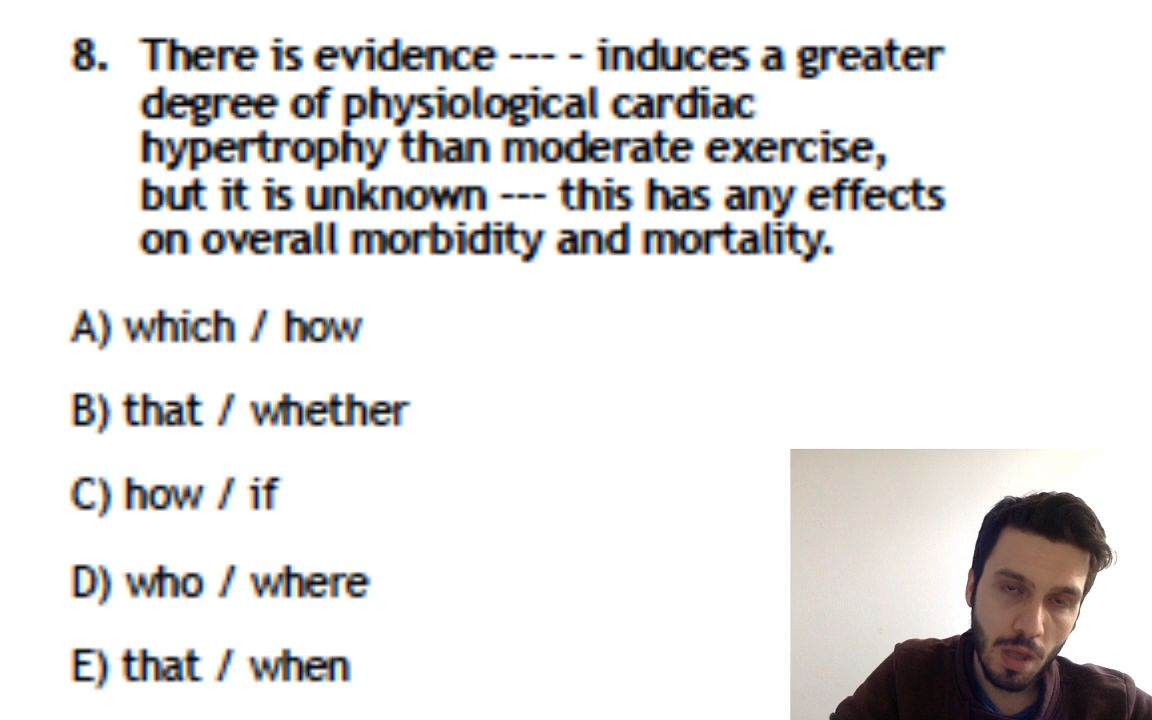 8. There is evidence --- - induces a greater
degree of physiological cardiac
hypertrophy than moderate exercise,
but it is unknown --- this has any effects
on overall morbidity and mortality.
A) which / how
B) that / whether
C) how / if
D) who / where
E) that / when